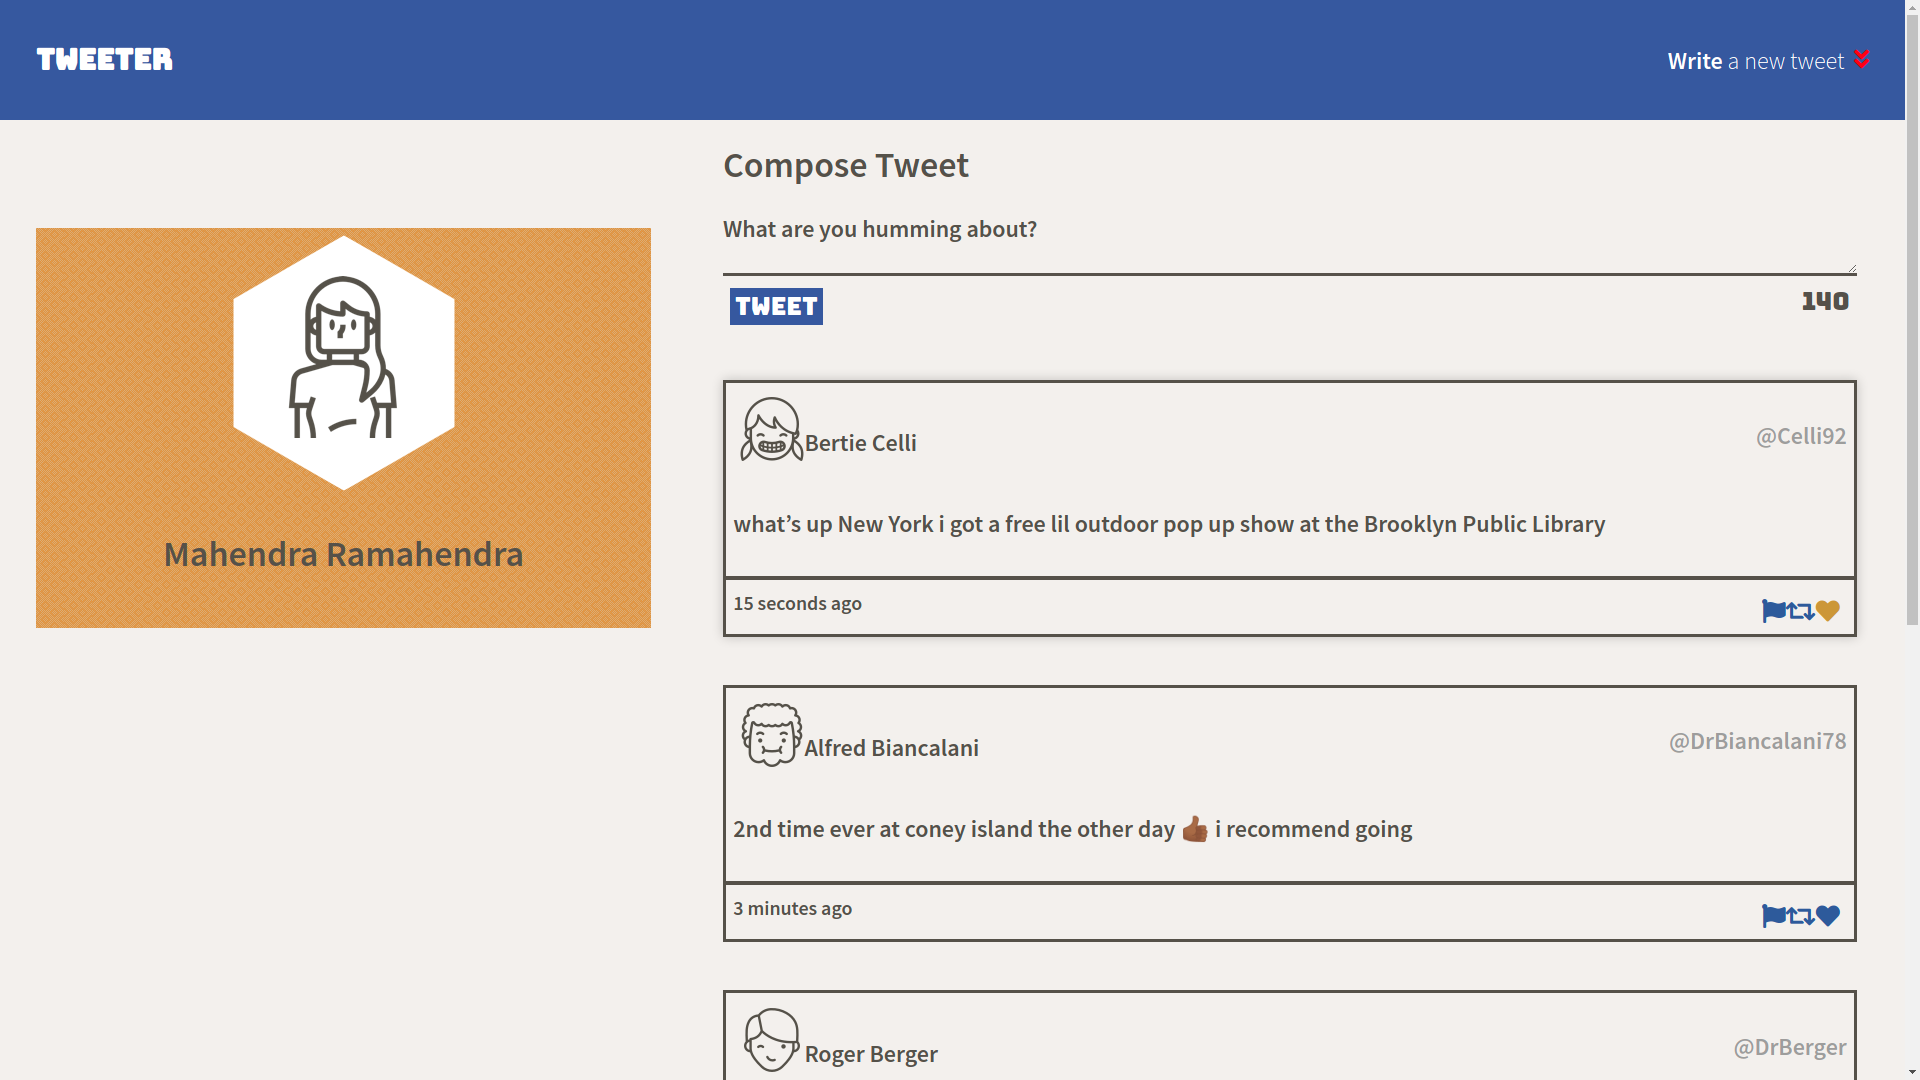 TWEETER
Write a new tweet
Mahendra Ramahendra
Compose Tweet
What are you humming about?
TWEET
140
Bertie Celli
@Celli92
what’s up New York i got a free lil outdoor pop up show at the Brooklyn Public Library
15 seconds ago
Alfred Biancalani
@DrBiancalani78
2nd time ever at coney island the other day 👍🏾 i recommend going
3 minutes ago
Roger Berger
@DrBerger